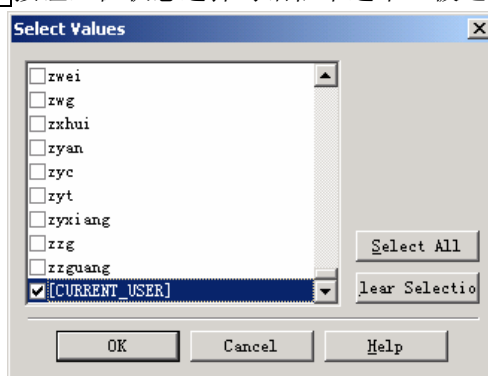 Select Values
zwei
zwg
zxhui
zyan
zyc
zyt
zyxiang
zzg
zzguang
[CURRENT_USER]
Select All
lear Selectio
OK
Cancel
Help